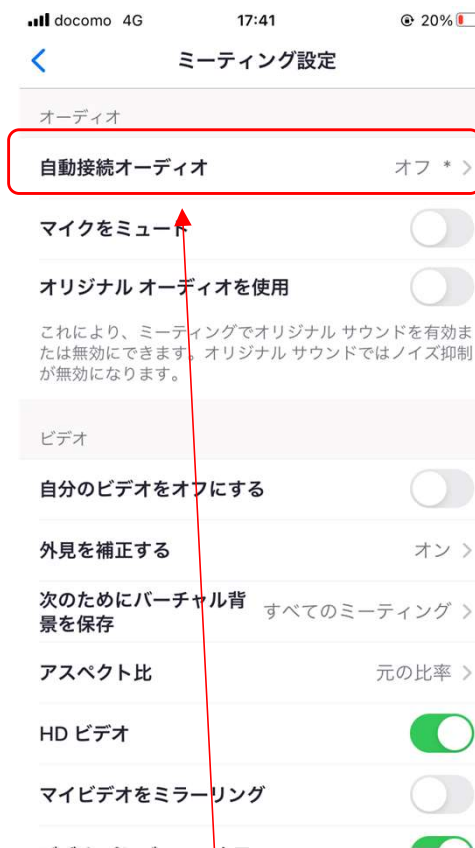 docomo 4G 17:41 20%
ミーティング設定
オーディオ
自動接続オーディオ オフ *
マイクをミュート
オリジナル オーディオを使用
これにより、ミーティングでオリジナル サウンドを有効ま
たは無効にできます。オリジナル サウンドではノイズ抑制
が無効になります。
ビデオ
自分のビデオをオフにする
外見を補正する オン
次のためにバーチャル背
景を保存 すべてのミーティング
アスペクト比 元の比率
HD ビデオ
マイビデオをミラーリング